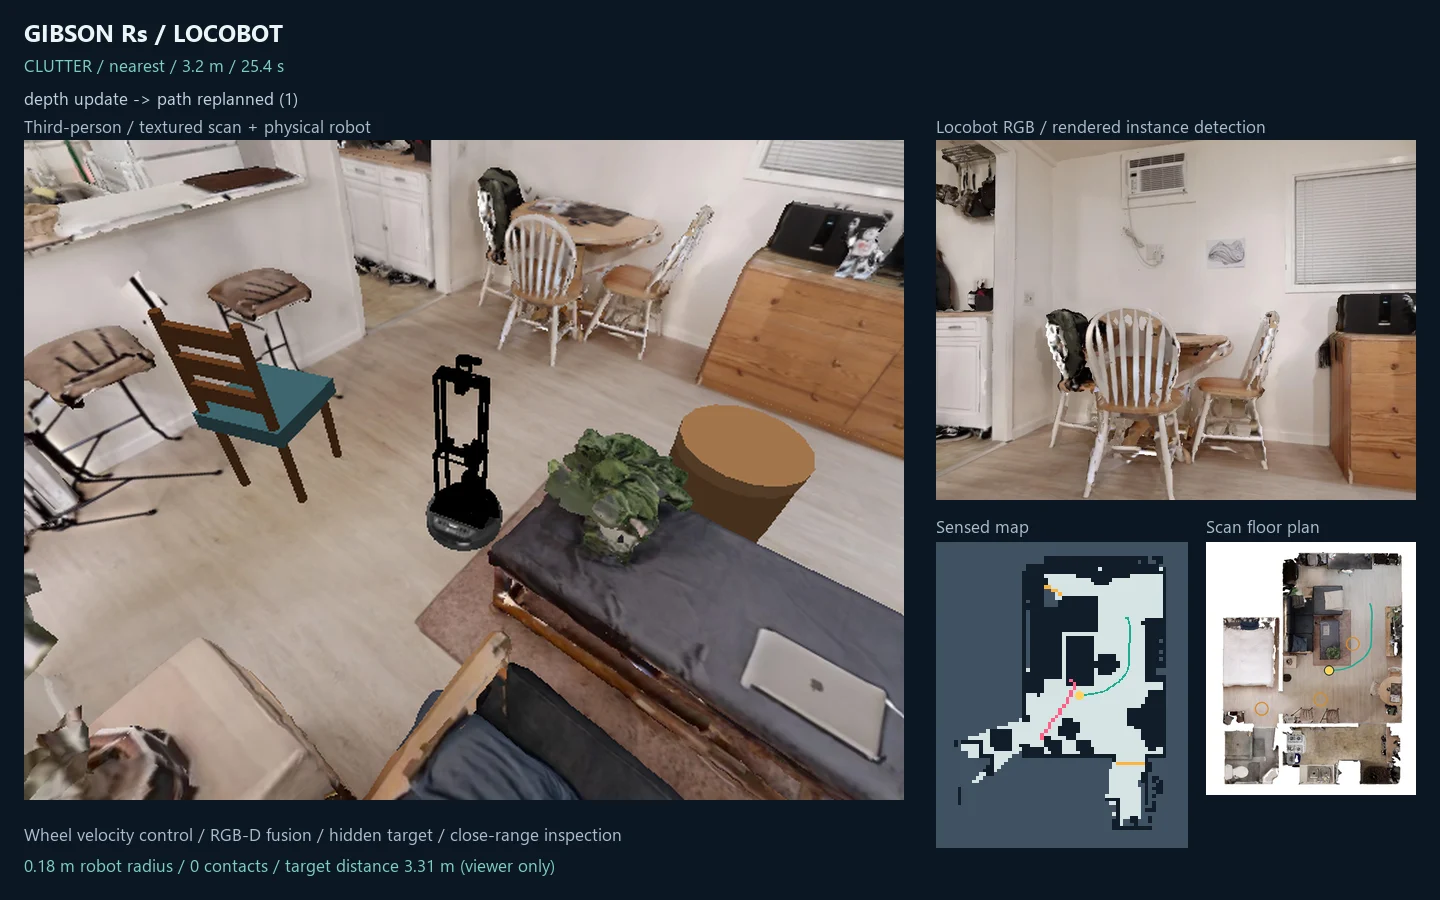 GIBSON Rs / LOCOBOT
CLUTTER / nearest / 3.2 m / 25.4 s
depth update -> path replanned (1)
Third-person / textured scan + physical robot
Locobot RGB / rendered instance detection
Sensed map
Scan floor plan
Wheel velocity control / RGB-D fusion / hidden target / close-range inspection
0.18 m robot radius / 0 contacts / target distance 3.31 m (viewer only)